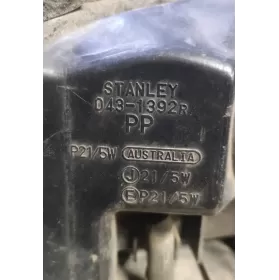 STANLEY
043-1392R
PP
P21/5W AUSTRALIA
J 21/5W
E P21/5W